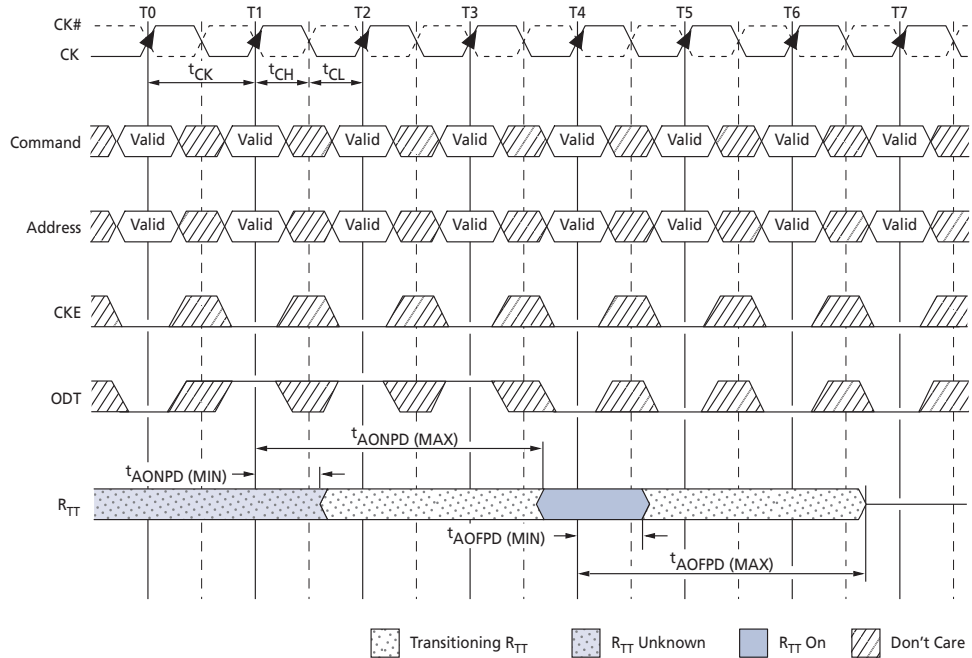 T0 T1 T2 T3 T4 T5 T6 T7
CK#
CK
tCK tCH tCL
Command Valid Valid Valid Valid Valid Valid Valid Valid
Address Valid Valid Valid Valid Valid Valid Valid Valid
CKE
ODT
tAONPD (MAX)
tAONPD (MIN)
RTT
tAOFPD (MIN)
tAOFPD (MAX)
Transitioning RTT RTT Unknown RTT On Don't Care